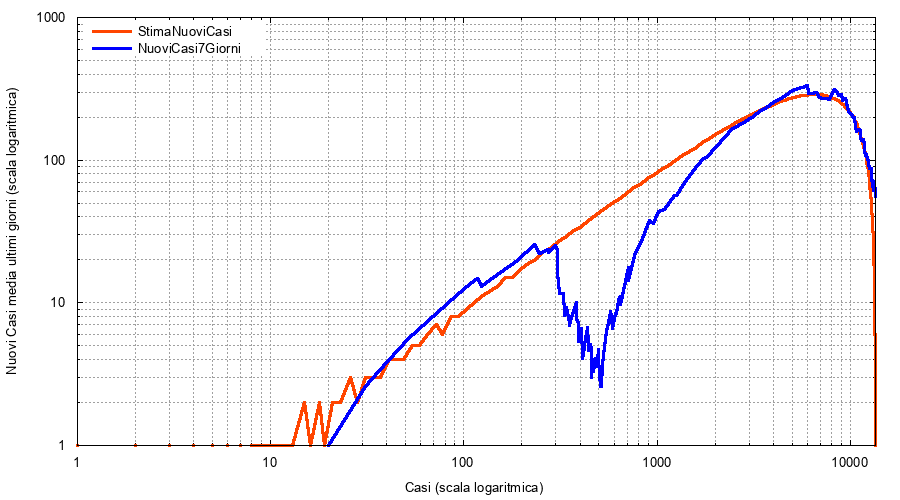 StimaNuoviCasi
NuoviCasi7Giorni
Nuovi Casi media ultimi giorni (scala logaritmica)
1000
100
10
1
1
10
100
1000
10000
Casi (scala logaritmica)